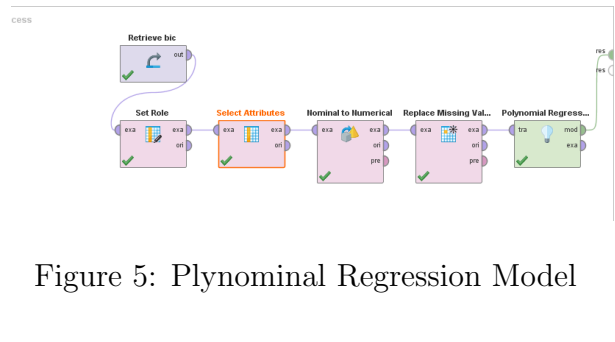 cess
Retrieve bic
out
res
res
Set Role
Select Attributes
Nominal to Numerical
Replace Missing Val...
Polynomial Regress...
exa exa
ori
exa exa
ori
exa exa
ori
pre
exa exa
ori
pre
tra mod
exa
Figure 5: Plynominal Regression Model